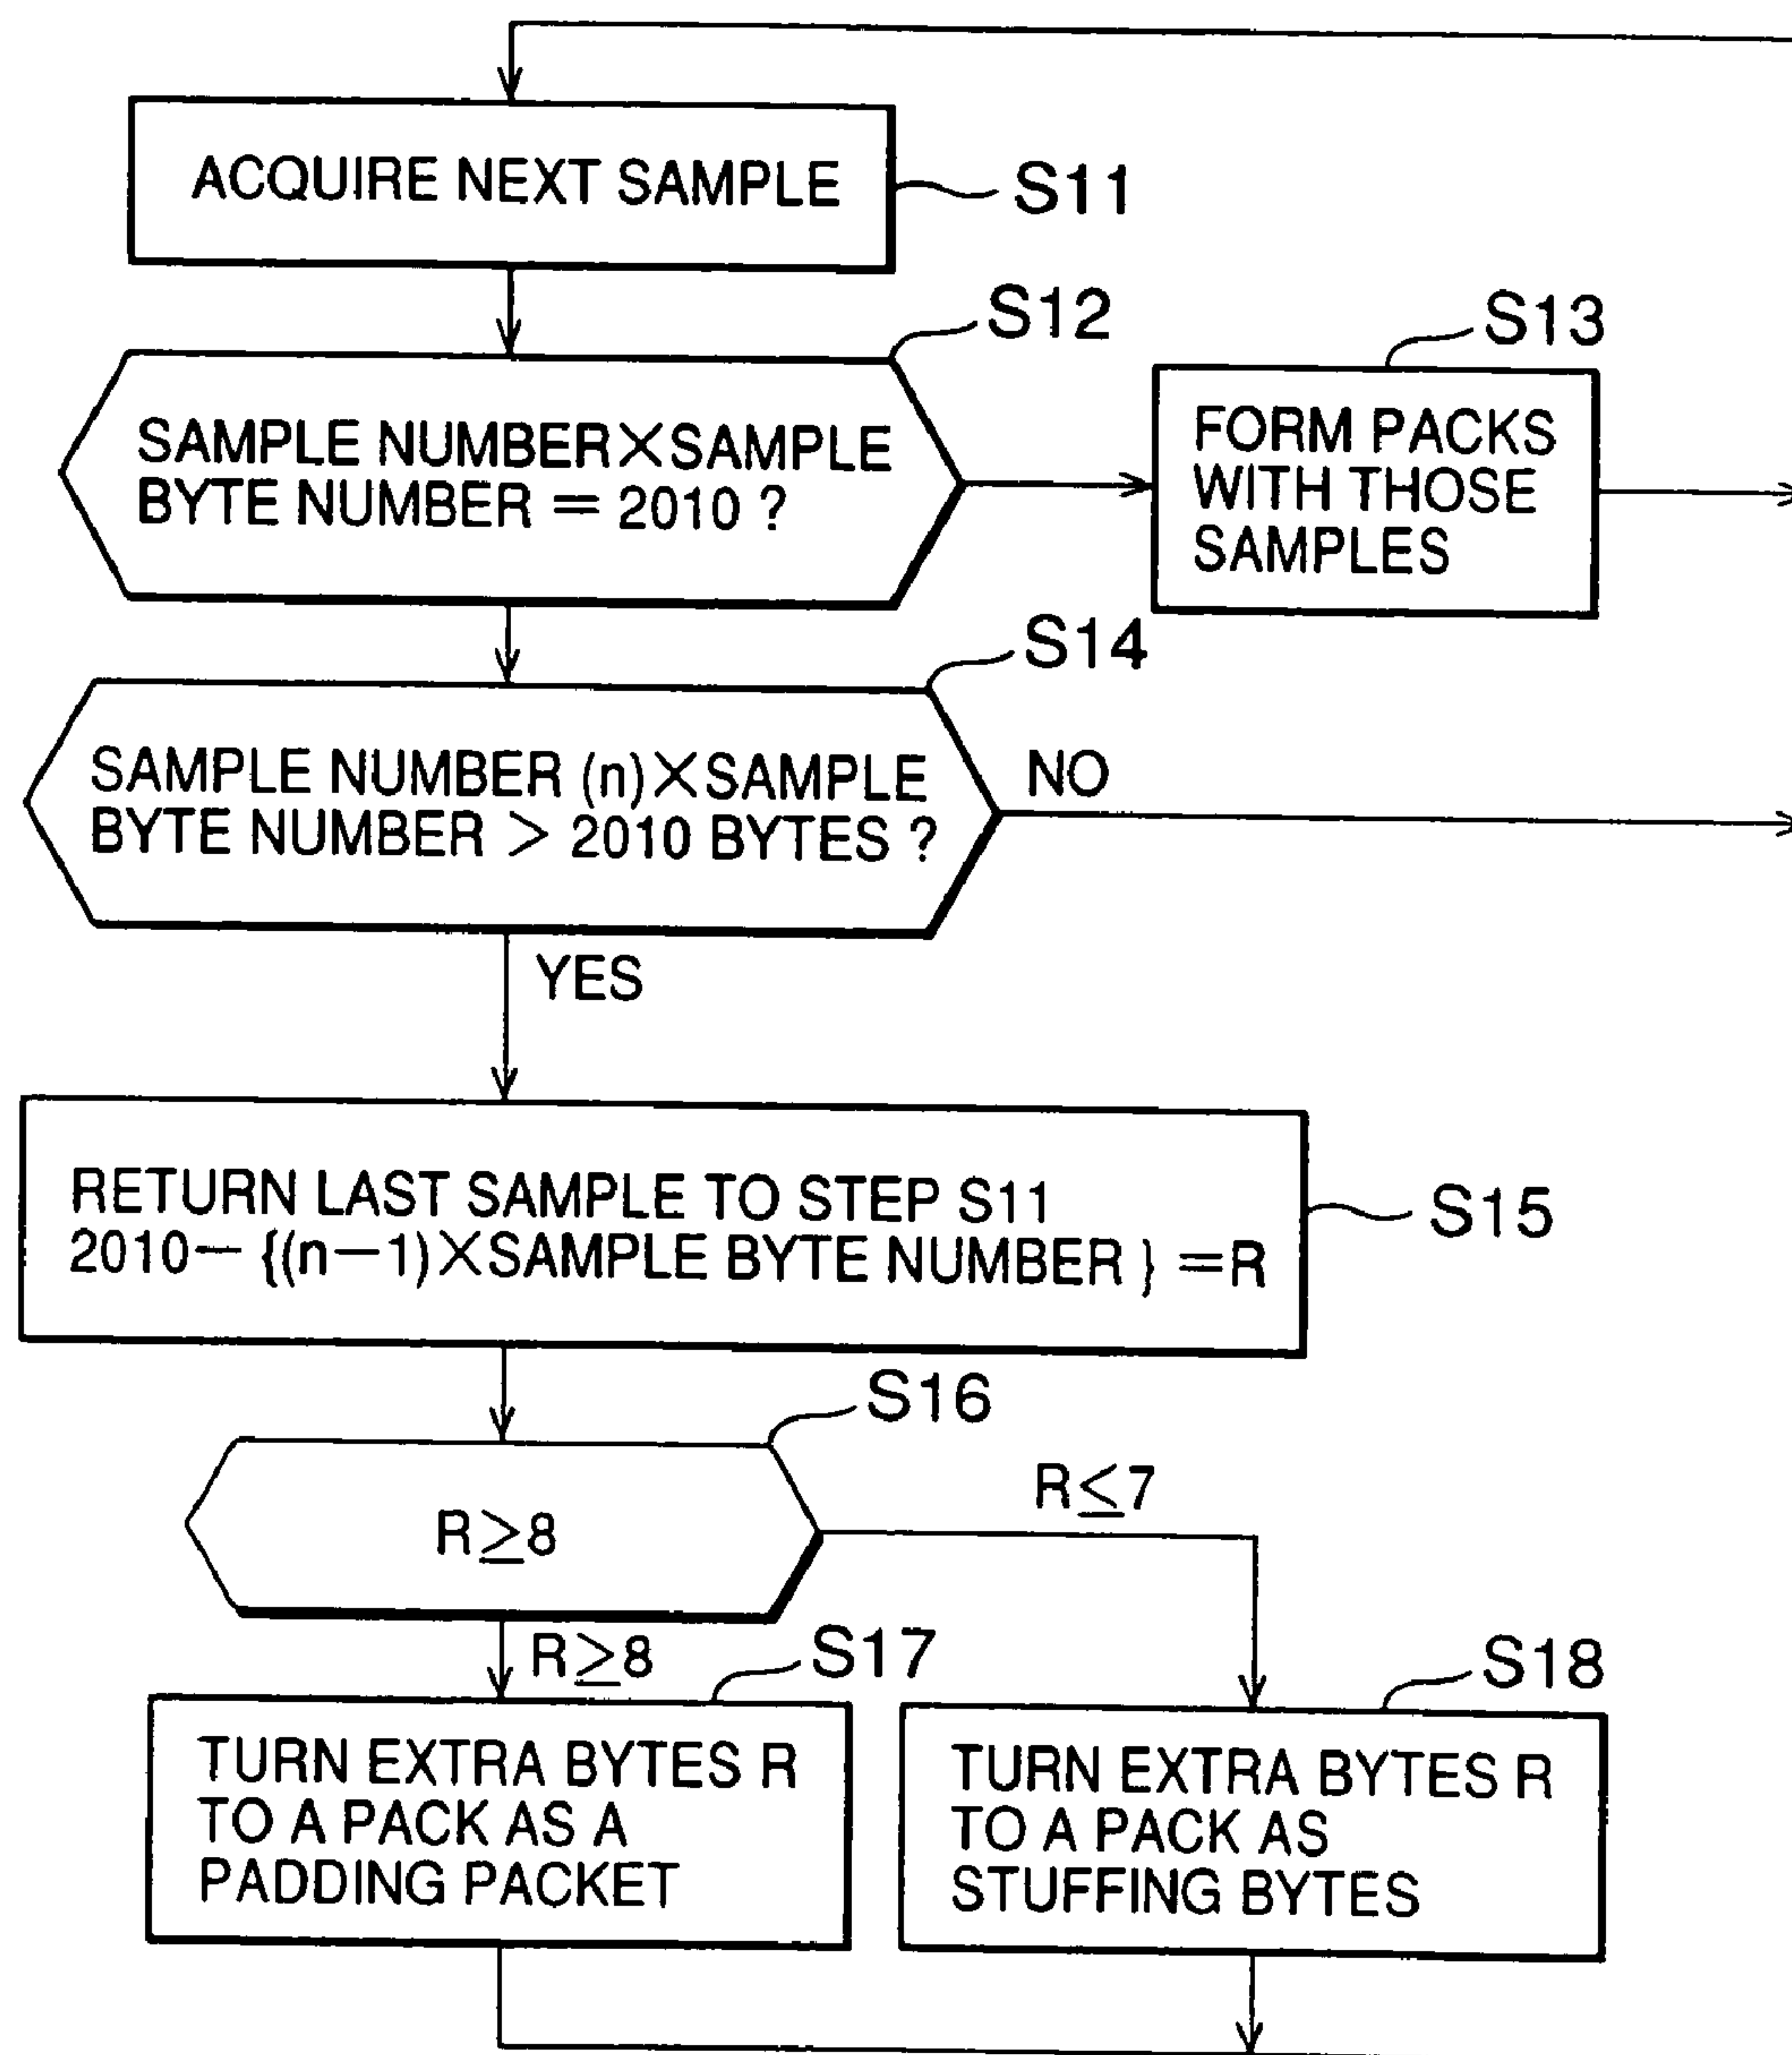 ACQUIRE NEXT SAMPLE
S11
S12
SAMPLE NUMBER×SAMPLE
BYTE NUMBER = 2010 ?
S13
FORM PACKS
WITH THOSE
SAMPLES
S14
SAMPLE NUMBER (n)×SAMPLE
BYTE NUMBER > 2010 BYTES ?
NO
YES
RETURN LAST SAMPLE TO STEP S11
2010−{(n−1)×SAMPLE BYTE NUMBER}=R
S15
S16
R≥8
R≤7
R≥8
S17
TURN EXTRA BYTES R
TO A PACK AS A
PADDING PACKET
S18
TURN EXTRA BYTES R
TO A PACK AS
STUFFING BYTES